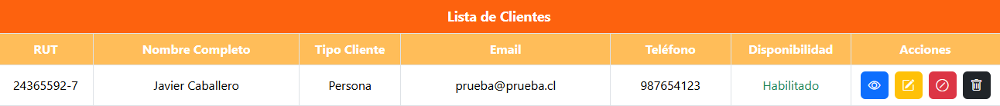 Lista de Clientes
RUT Nombre Completo Tipo Cliente Email Teléfono Disponibilidad Acciones
24365592-7 Javier Caballero Persona prueba@prueba.cl 987654123 Habilitado